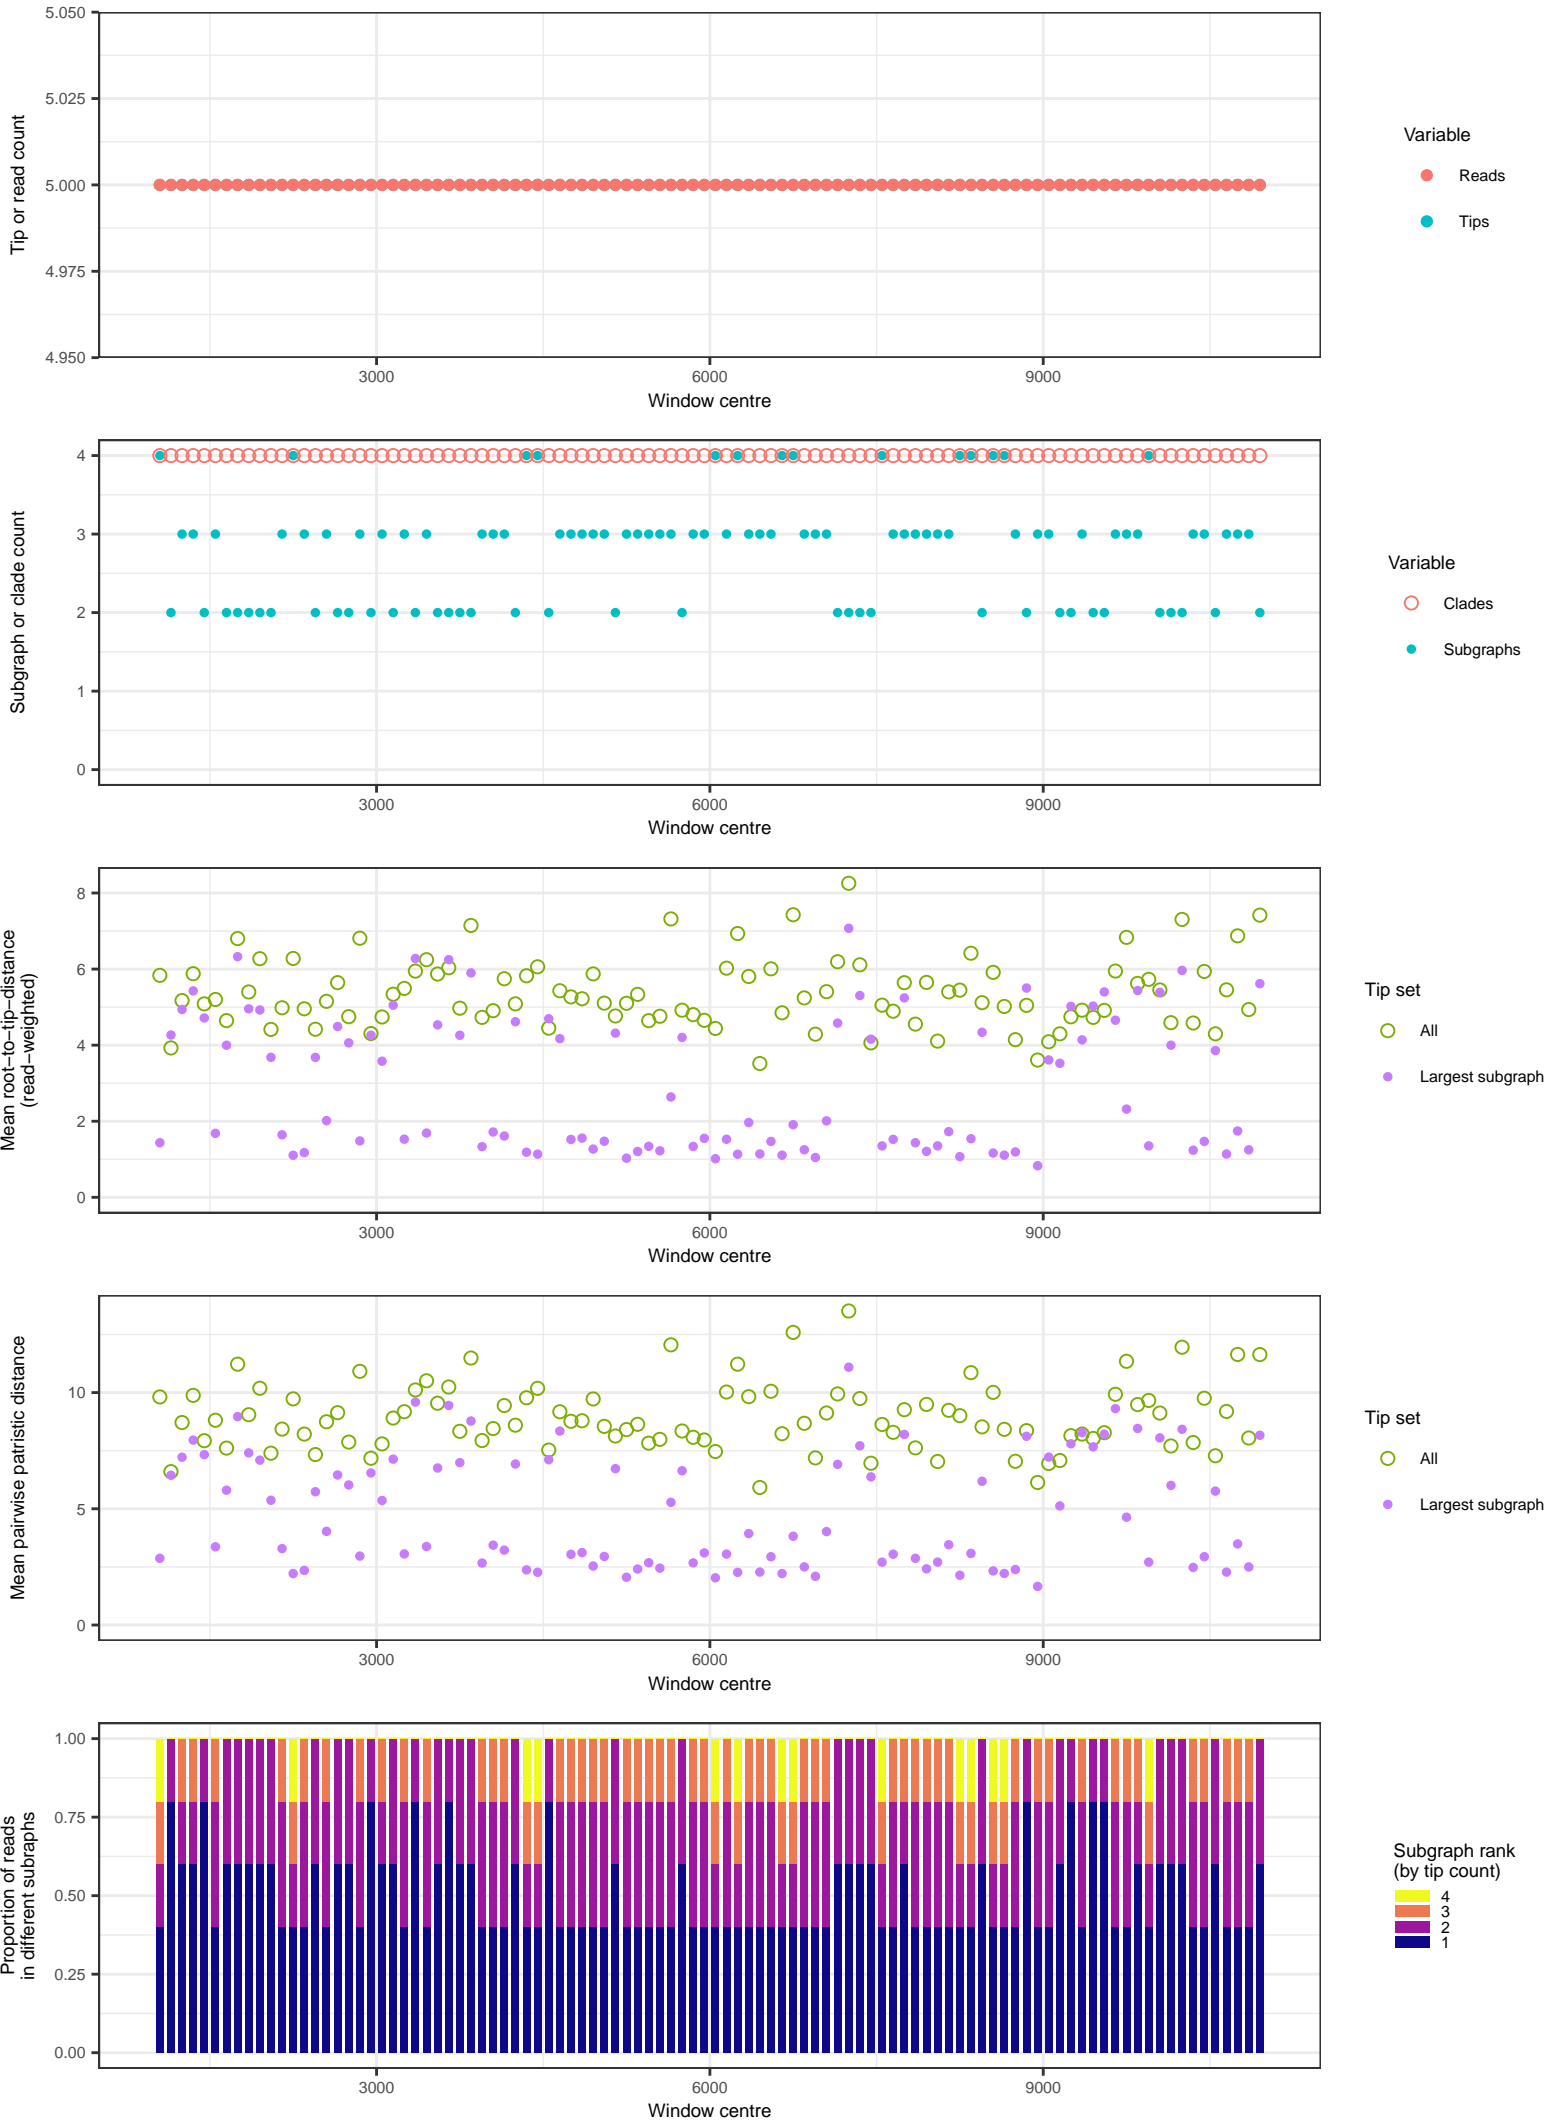 5.050
5.025
5.000
4.975
4.950
Tip or read count
3000
6000
9000
Window centre
Variable
Reads
Tips
4
3
2
1
0
Subgraph or clade count
3000
6000
9000
Window centre
Variable
Clades
Subgraphs
8
6
4
2
0
Mean root−to−tip−distance
(read−weighted)
3000
6000
9000
Window centre
Tip set
All
Largest subgraph
10
5
0
Mean pairwise patristic distance
3000
6000
9000
Window centre
Tip set
All
Largest subgraph
1.00
0.75
0.50
0.25
0.00
Proportion of reads
in different subraphs
3000
6000
9000
Window centre
Subgraph rank
(by tip count)
4
3
2
1